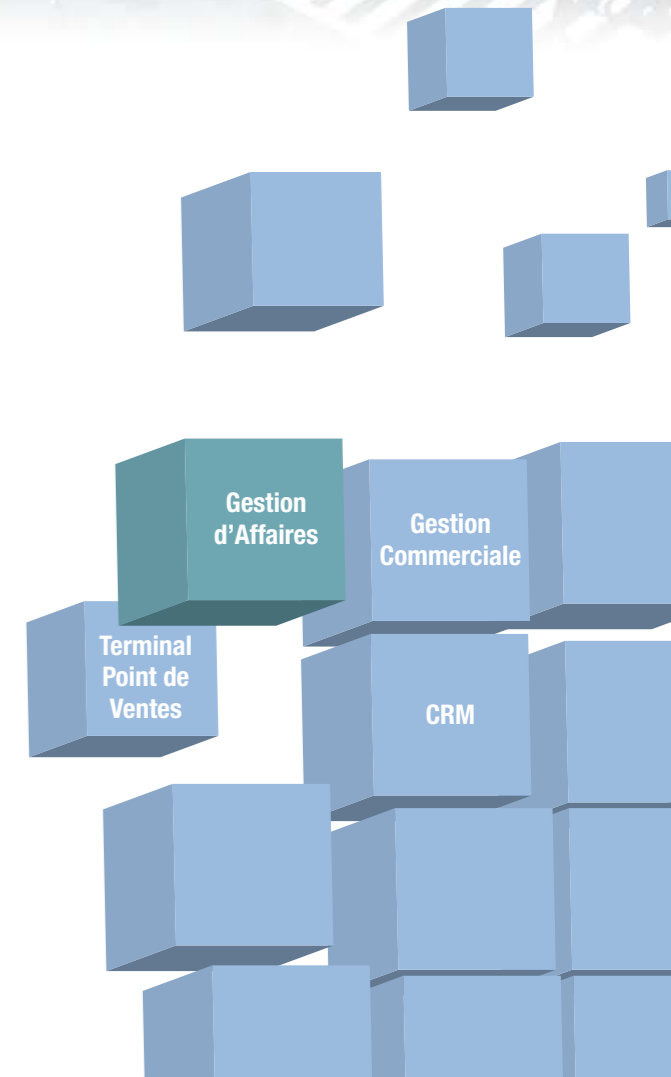 Gestion
d’Affaires
Gestion
Commerciale
Terminal
Point de
Ventes
CRM